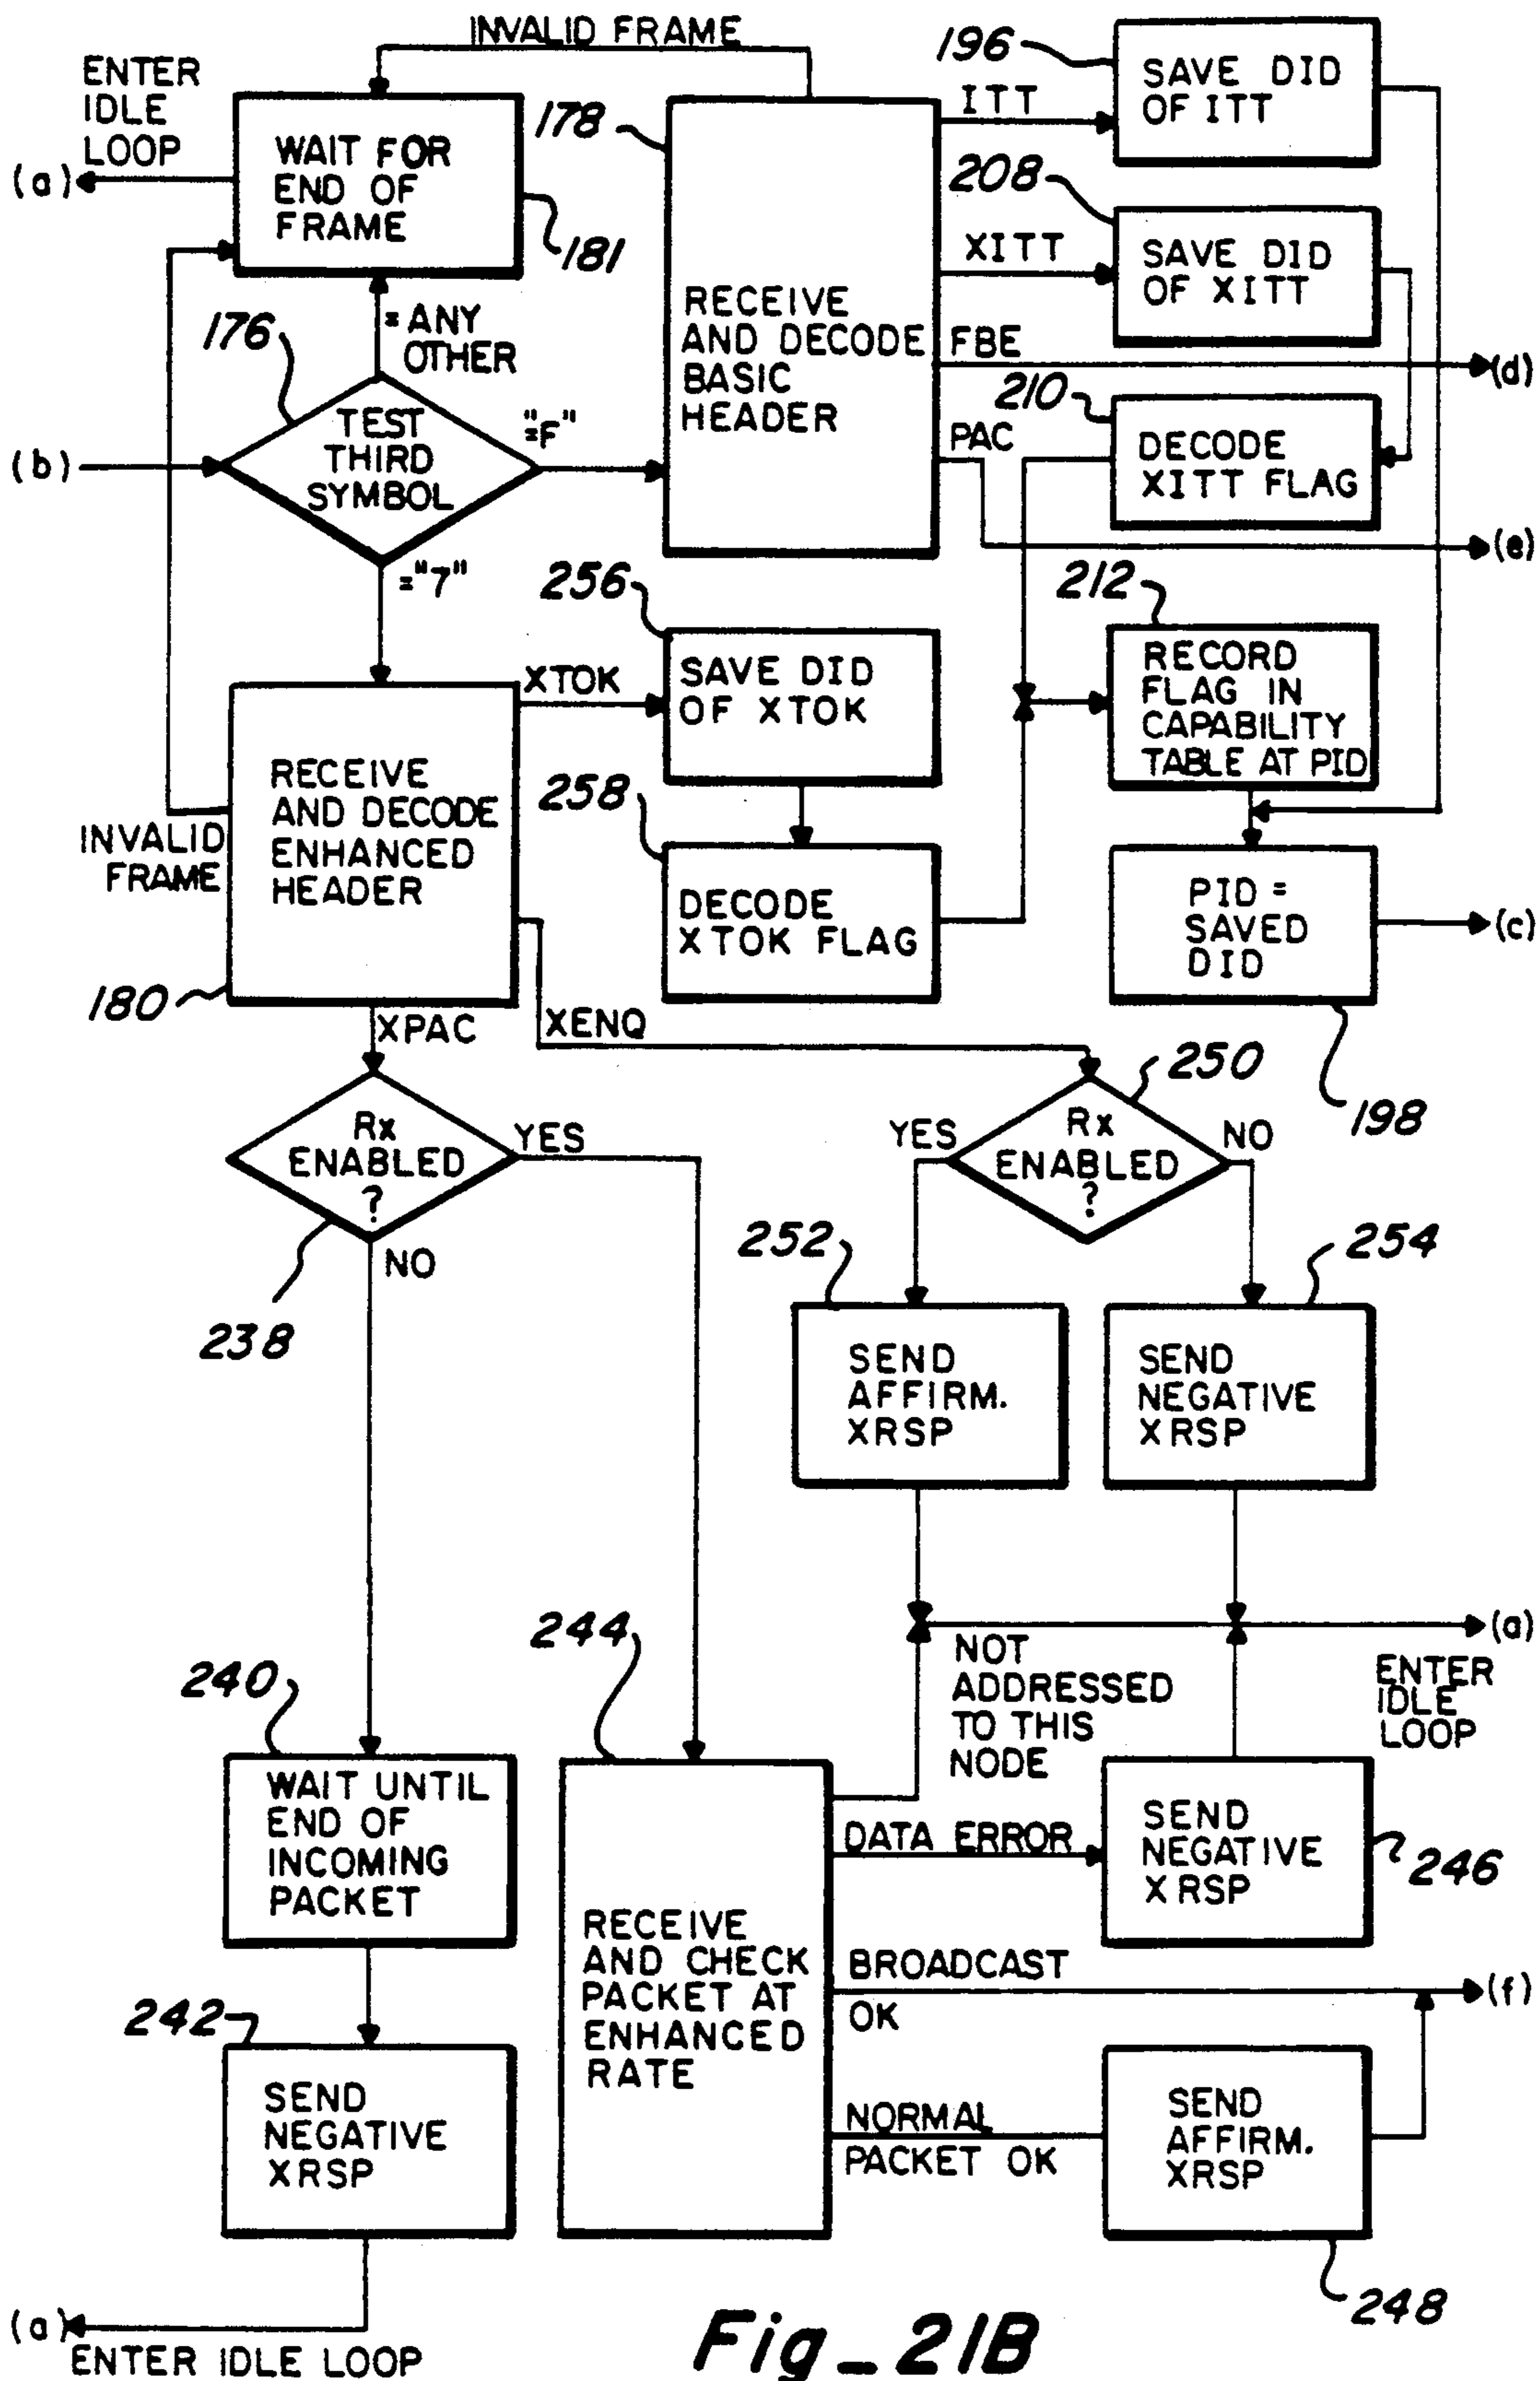 INVALID FRAME
ENTER
IDLE
LOOP
(a)
WAIT FOR
END OF
FRAME
181
178
RECEIVE
AND DECODE
BASIC
HEADER
ITT
XITT
FBE
PAC
196
SAVE DID
OF ITT
208
SAVE DID
OF XITT
(d)
210
DECODE
XITT FLAG
(e)
176
= ANY
OTHER
(b)
TEST
THIRD
SYMBOL
="F"
="7"
212
RECORD
FLAG IN
CAPABILITY
TABLE AT PID
256
XTOK
SAVE DID
OF XTOK
258
DECODE
XTOK FLAG
RECEIVE
AND DECODE
ENHANCED
HEADER
INVALID
FRAME
180
PID =
SAVED
DID
(c)
198
XPAC
XENQ
Rx
ENABLED
?
YES
NO
238
250
YES
Rx
ENABLED
?
NO
252
SEND
AFFIRM.
XRSP
254
SEND
NEGATIVE
XRSP
(a)
ENTER
IDLE
LOOP
NOT
ADDRESSED
TO THIS
NODE
240
WAIT UNTIL
END OF
INCOMING
PACKET
242
SEND
NEGATIVE
XRSP
(a)
ENTER IDLE LOOP
244
RECEIVE
AND CHECK
PACKET AT
ENHANCED
RATE
DATA ERROR
SEND
NEGATIVE
XRSP
246
BROADCAST
OK
(f)
NORMAL
PACKET OK
SEND
AFFIRM.
XRSP
248
Fig_21B